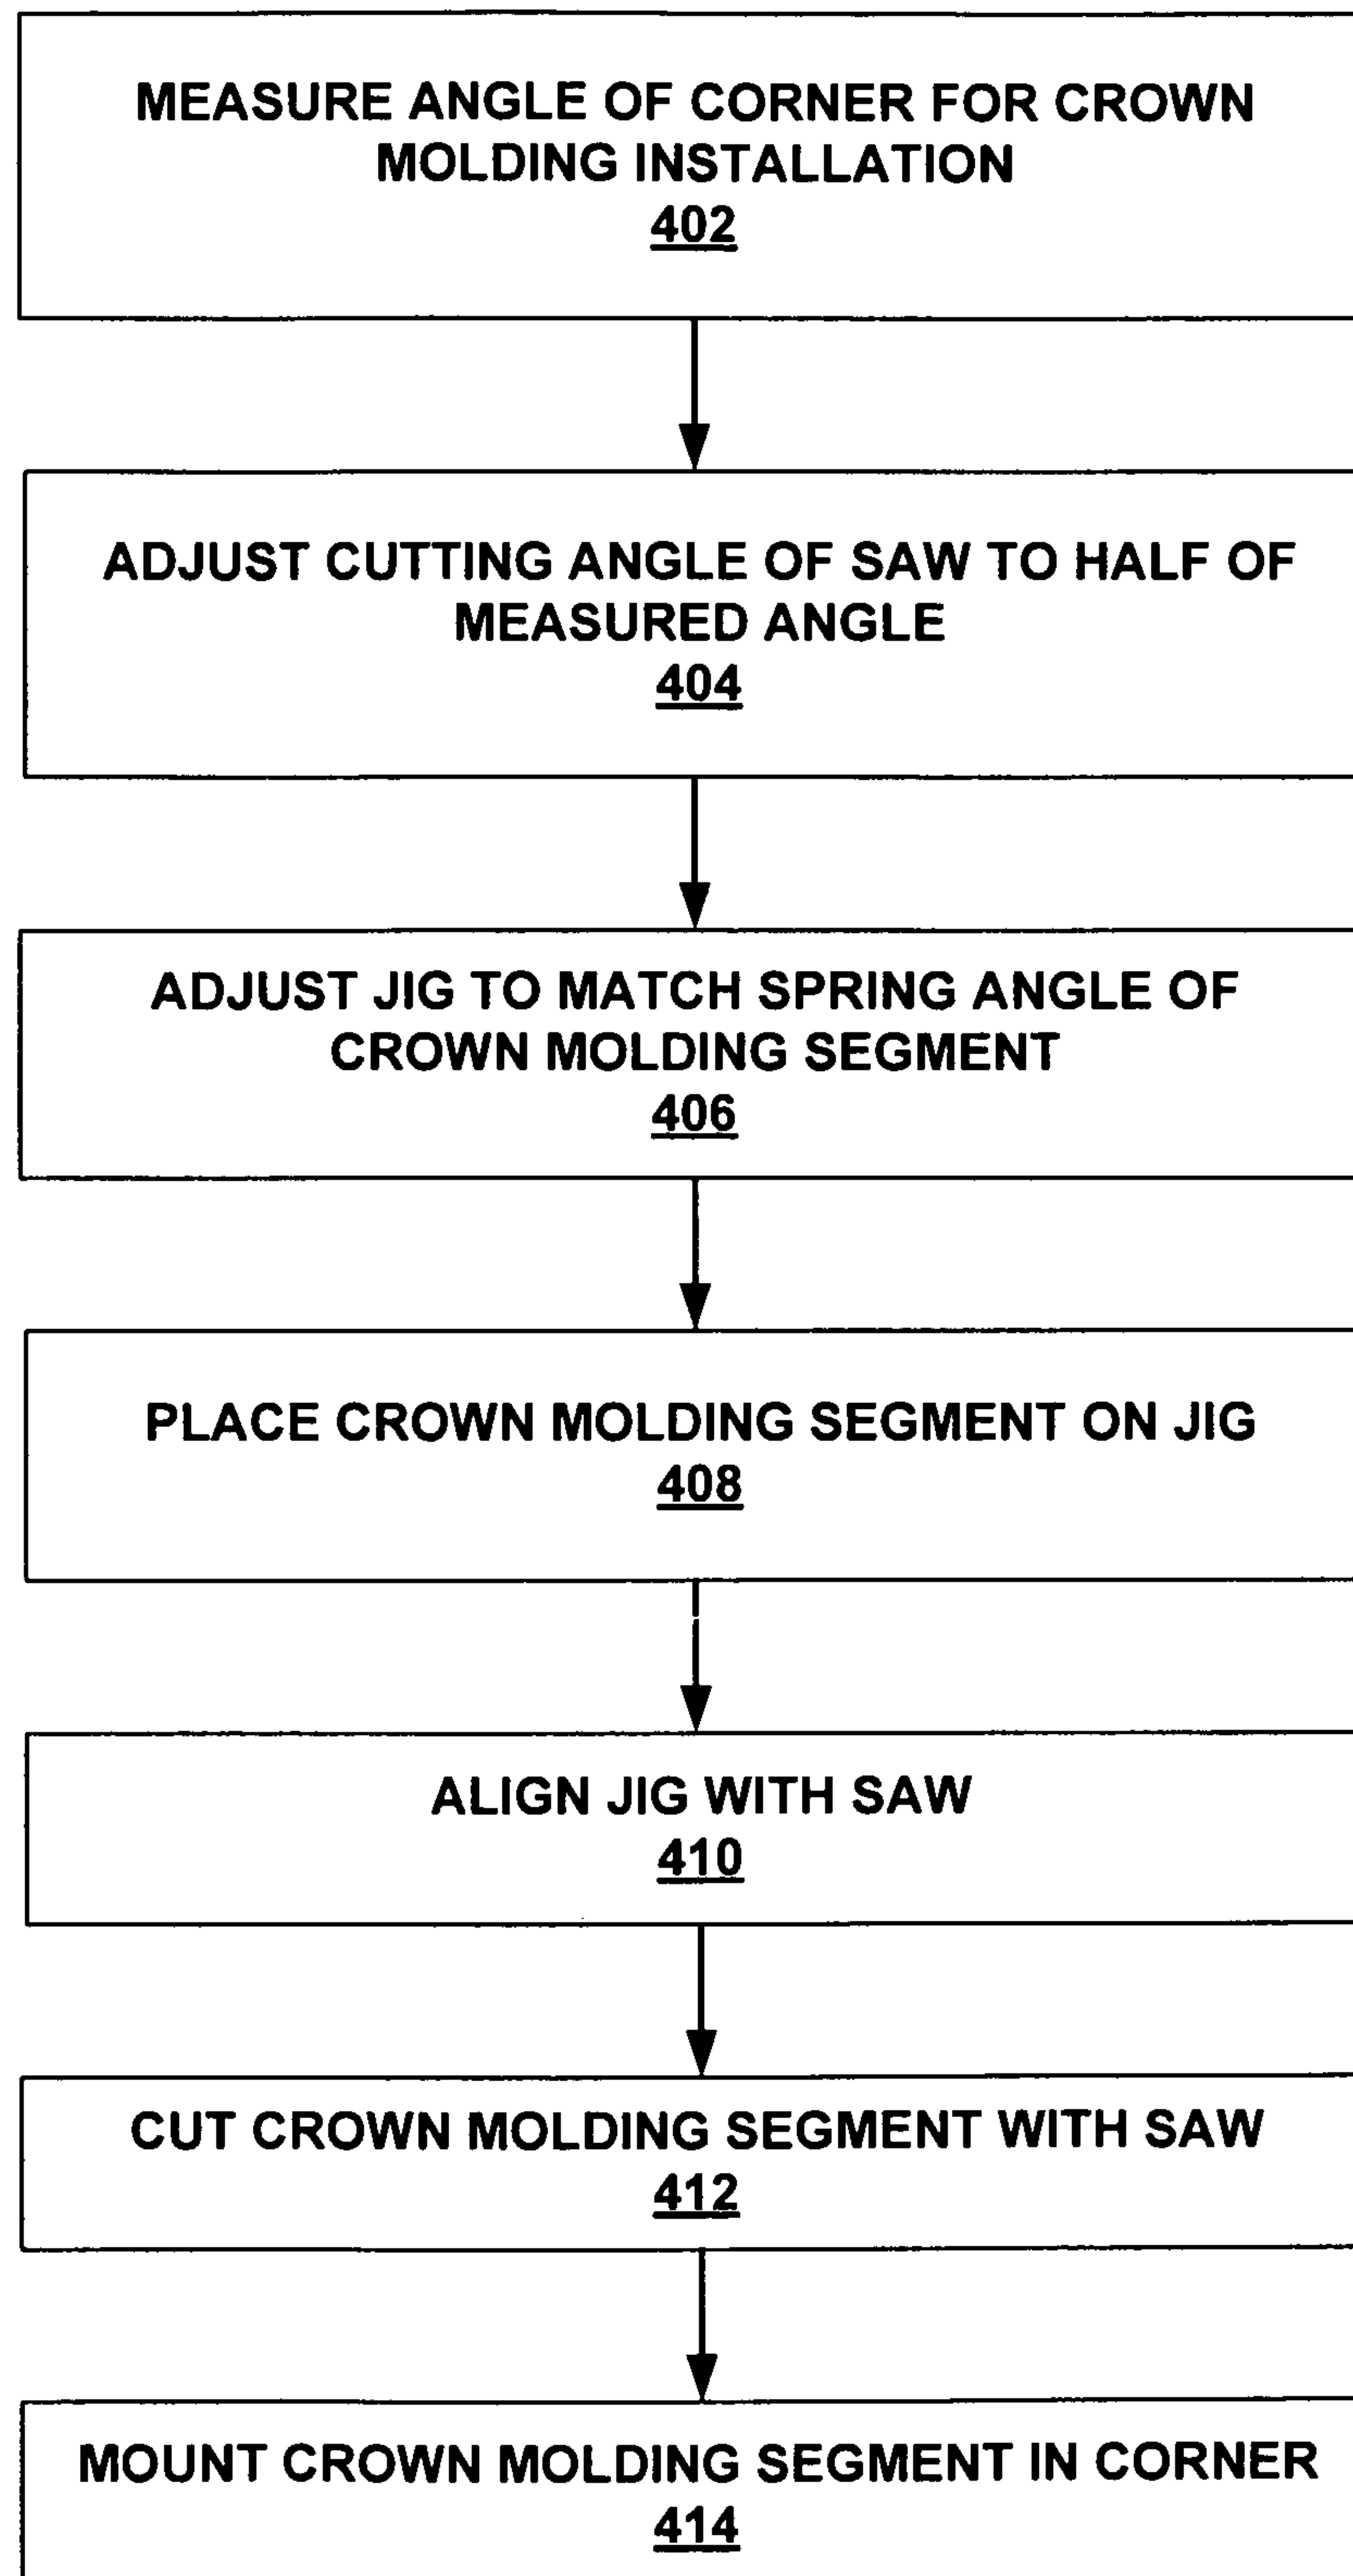 MEASURE ANGLE OF CORNER FOR CROWN
MOLDING INSTALLATION
402
ADJUST CUTTING ANGLE OF SAW TO HALF OF
MEASURED ANGLE
404
ADJUST JIG TO MATCH SPRING ANGLE OF
CROWN MOLDING SEGMENT
406
PLACE CROWN MOLDING SEGMENT ON JIG
408
ALIGN JIG WITH SAW
410
CUT CROWN MOLDING SEGMENT WITH SAW
412
MOUNT CROWN MOLDING SEGMENT IN CORNER
414